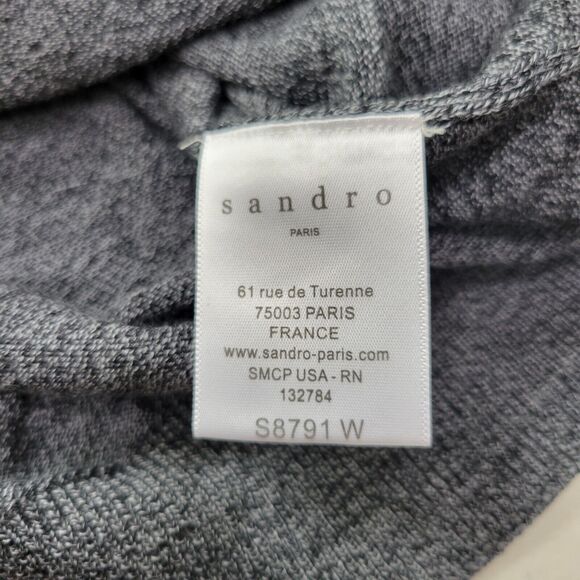 sandro
PARIS
61 rue de Turenne
75003 PARIS
FRANCE
www.sandro-paris.com
SMCP USA - RN
132784
S8791 W